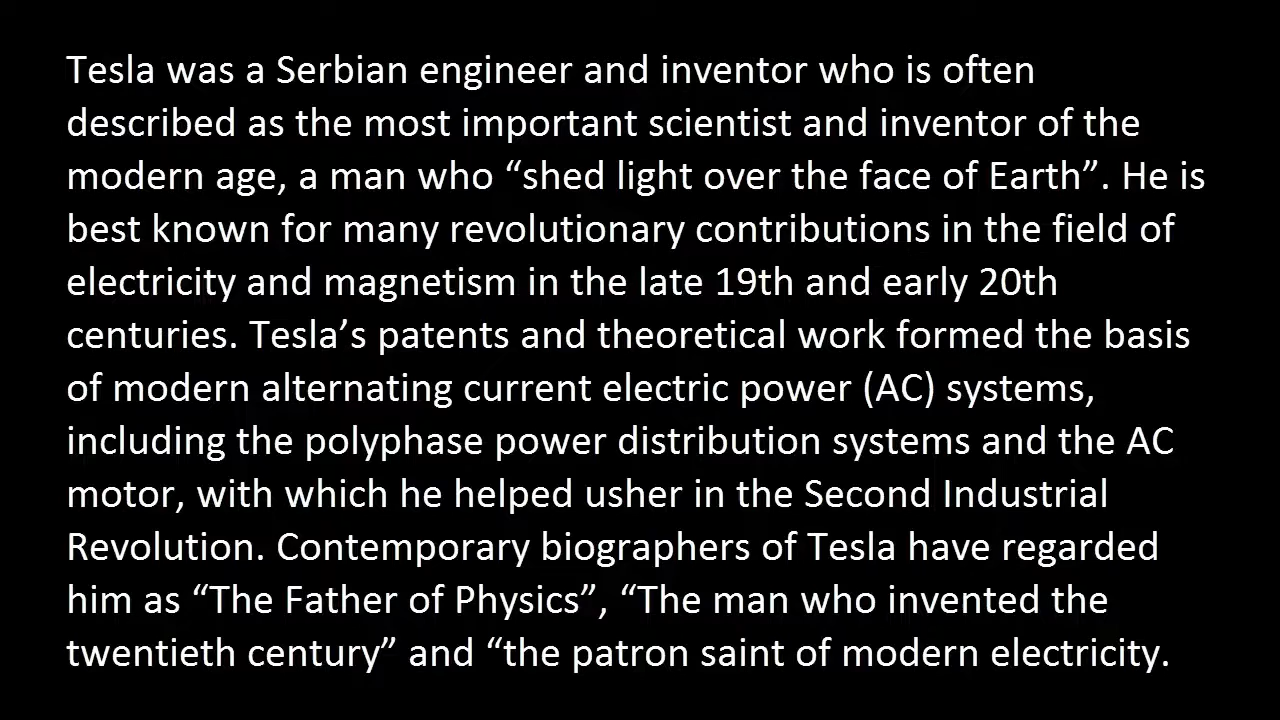 Tesla was a Serbian engineer and inventor who is often
described as the most important scientist and inventor of the
modern age, a man who “shed light over the face of Earth”. He is
best known for many revolutionary contributions in the field of
electricity and magnetism in the late 19th and early 20th
centuries. Tesla’s patents and theoretical work formed the basis
of modern alternating current electric power (AC) systems,
including the polyphase power distribution systems and the AC
motor, with which he helped usher in the Second Industrial
Revolution. Contemporary biographers of Tesla have regarded
him as “The Father of Physics”, “The man who invented the
twentieth century” and “the patron saint of modern electricity.